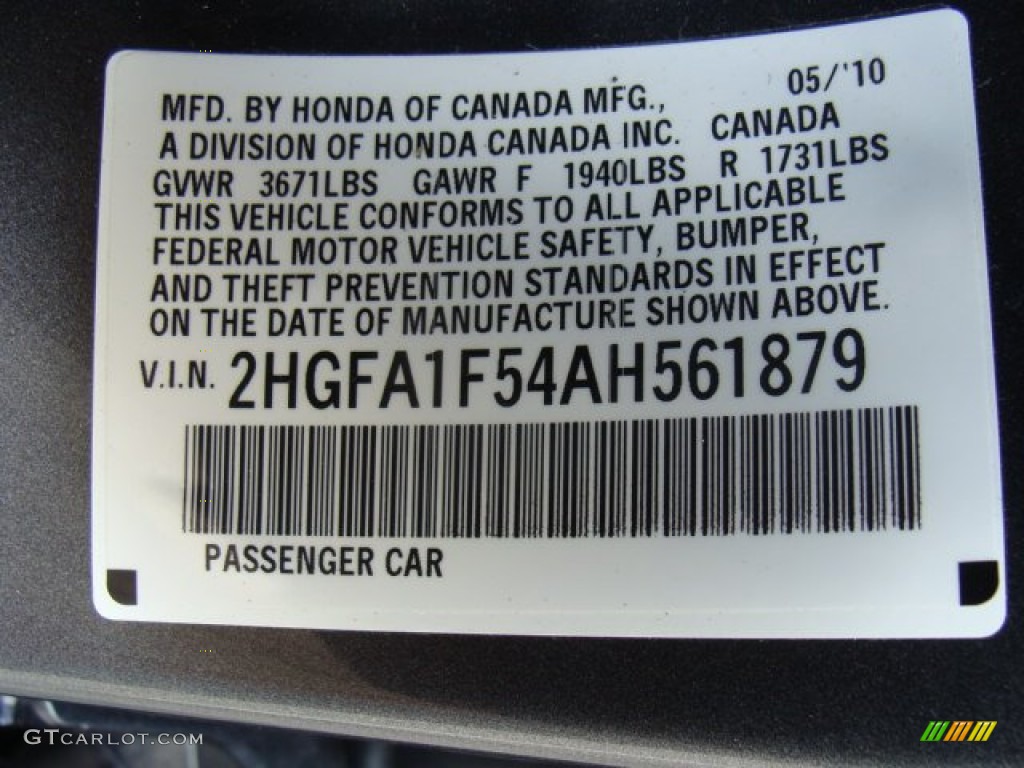 05/'10
MFD. BY HONDA OF CANADA MFG.,
A DIVISION OF HONDA CANADA INC. CANADA
GVWR 3671LBS GAWR F 1940LBS R 1731LBS
THIS VEHICLE CONFORMS TO ALL APPLICABLE
FEDERAL MOTOR VEHICLE SAFETY, BUMPER,
AND THEFT PREVENTION STANDARDS IN EFFECT
ON THE DATE OF MANUFACTURE SHOWN ABOVE.
V.I.N. 2HGFA1F54AH561879
PASSENGER CAR
GTCARLOT.COM